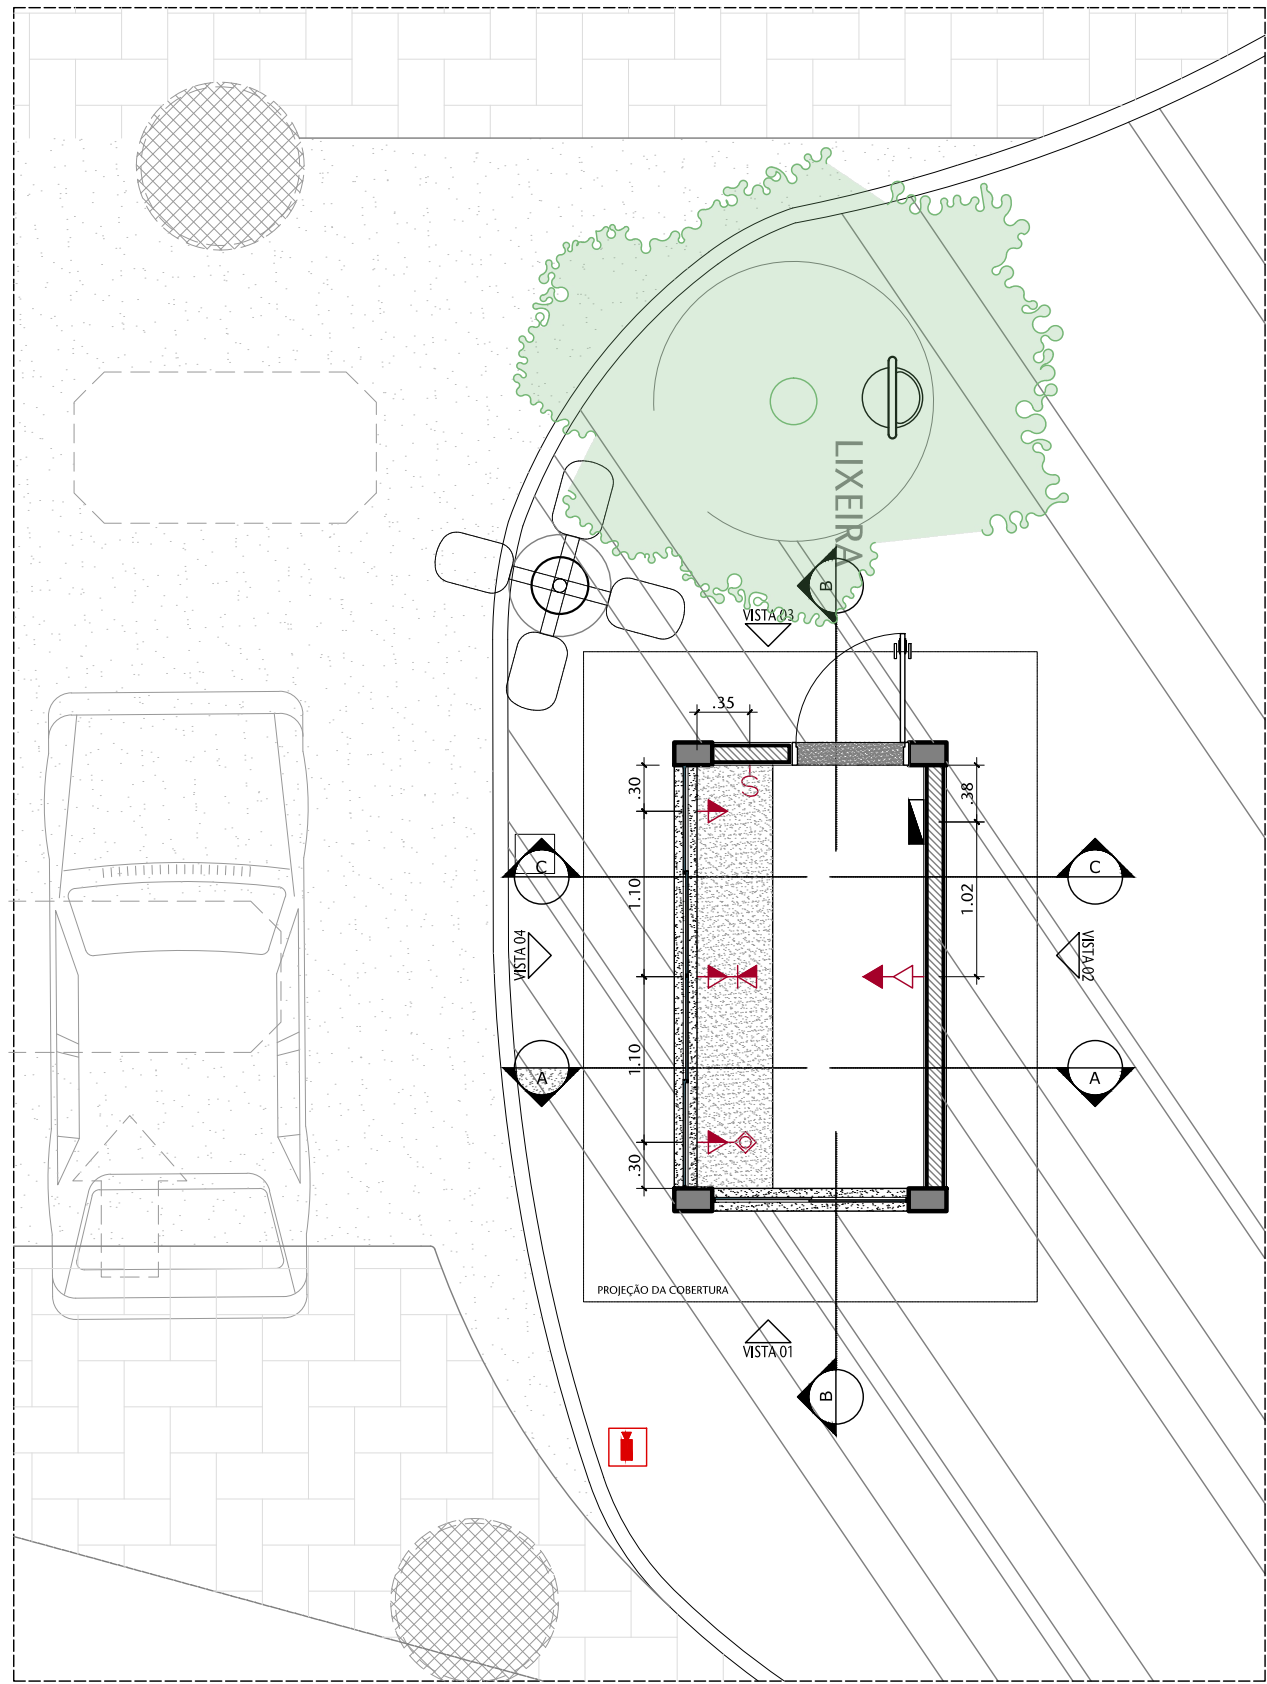 LIXEIRA
B
VISTA 03
.35
S
.30
.38
C
C
1.10
1.02
VISTA 04
VISTA 02
1.10
A
A
.30
PROJEÇÃO DA COBERTURA
VISTA 01
B